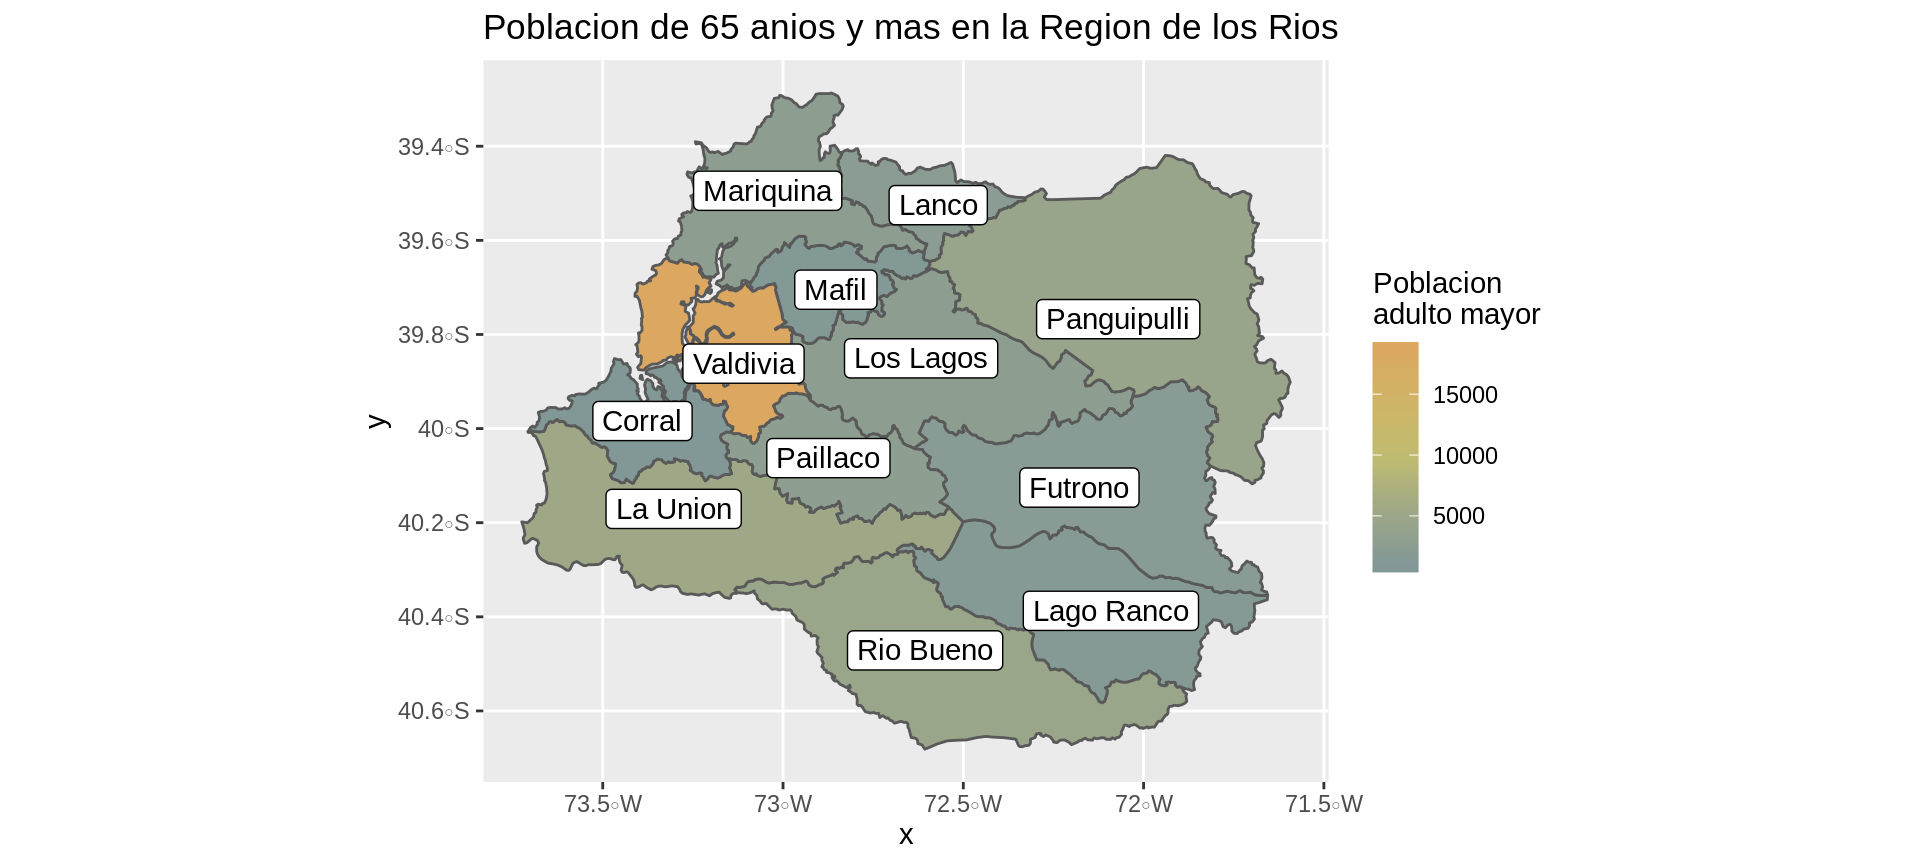 Poblacion de 65 anios y mas en la Region de los Rios
39.4°S
39.6°S
39.8°S
40°S
40.2°S
40.4°S
40.6°S
y
Mariquina
Lanco
Mafil
Panguipulli
Los Lagos
Valdivia
Corral
Paillaco
Futrono
La Union
Lago Ranco
Rio Bueno
73.5°W
73°W
72.5°W
72°W
71.5°W
x
Poblacion
adulto mayor
15000
10000
5000